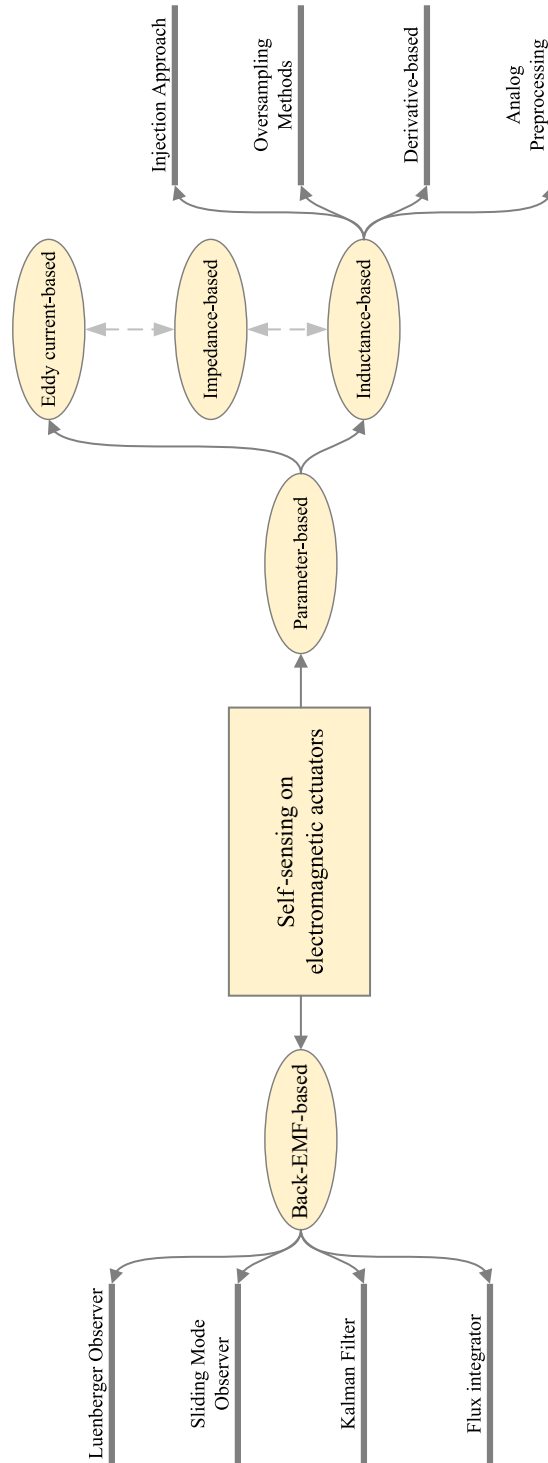 Luenberger Observer
Sliding Mode
Observer
Kalman Filter
Flux integrator
Back-EMF-based
Self-sensing on
electromagnetic actuators
Parameter-based
Eddy current-based
Impedance-based
Inductance-based
Injection Approach
Oversampling
Methods
Derivative-based
Analog
Preprocessing